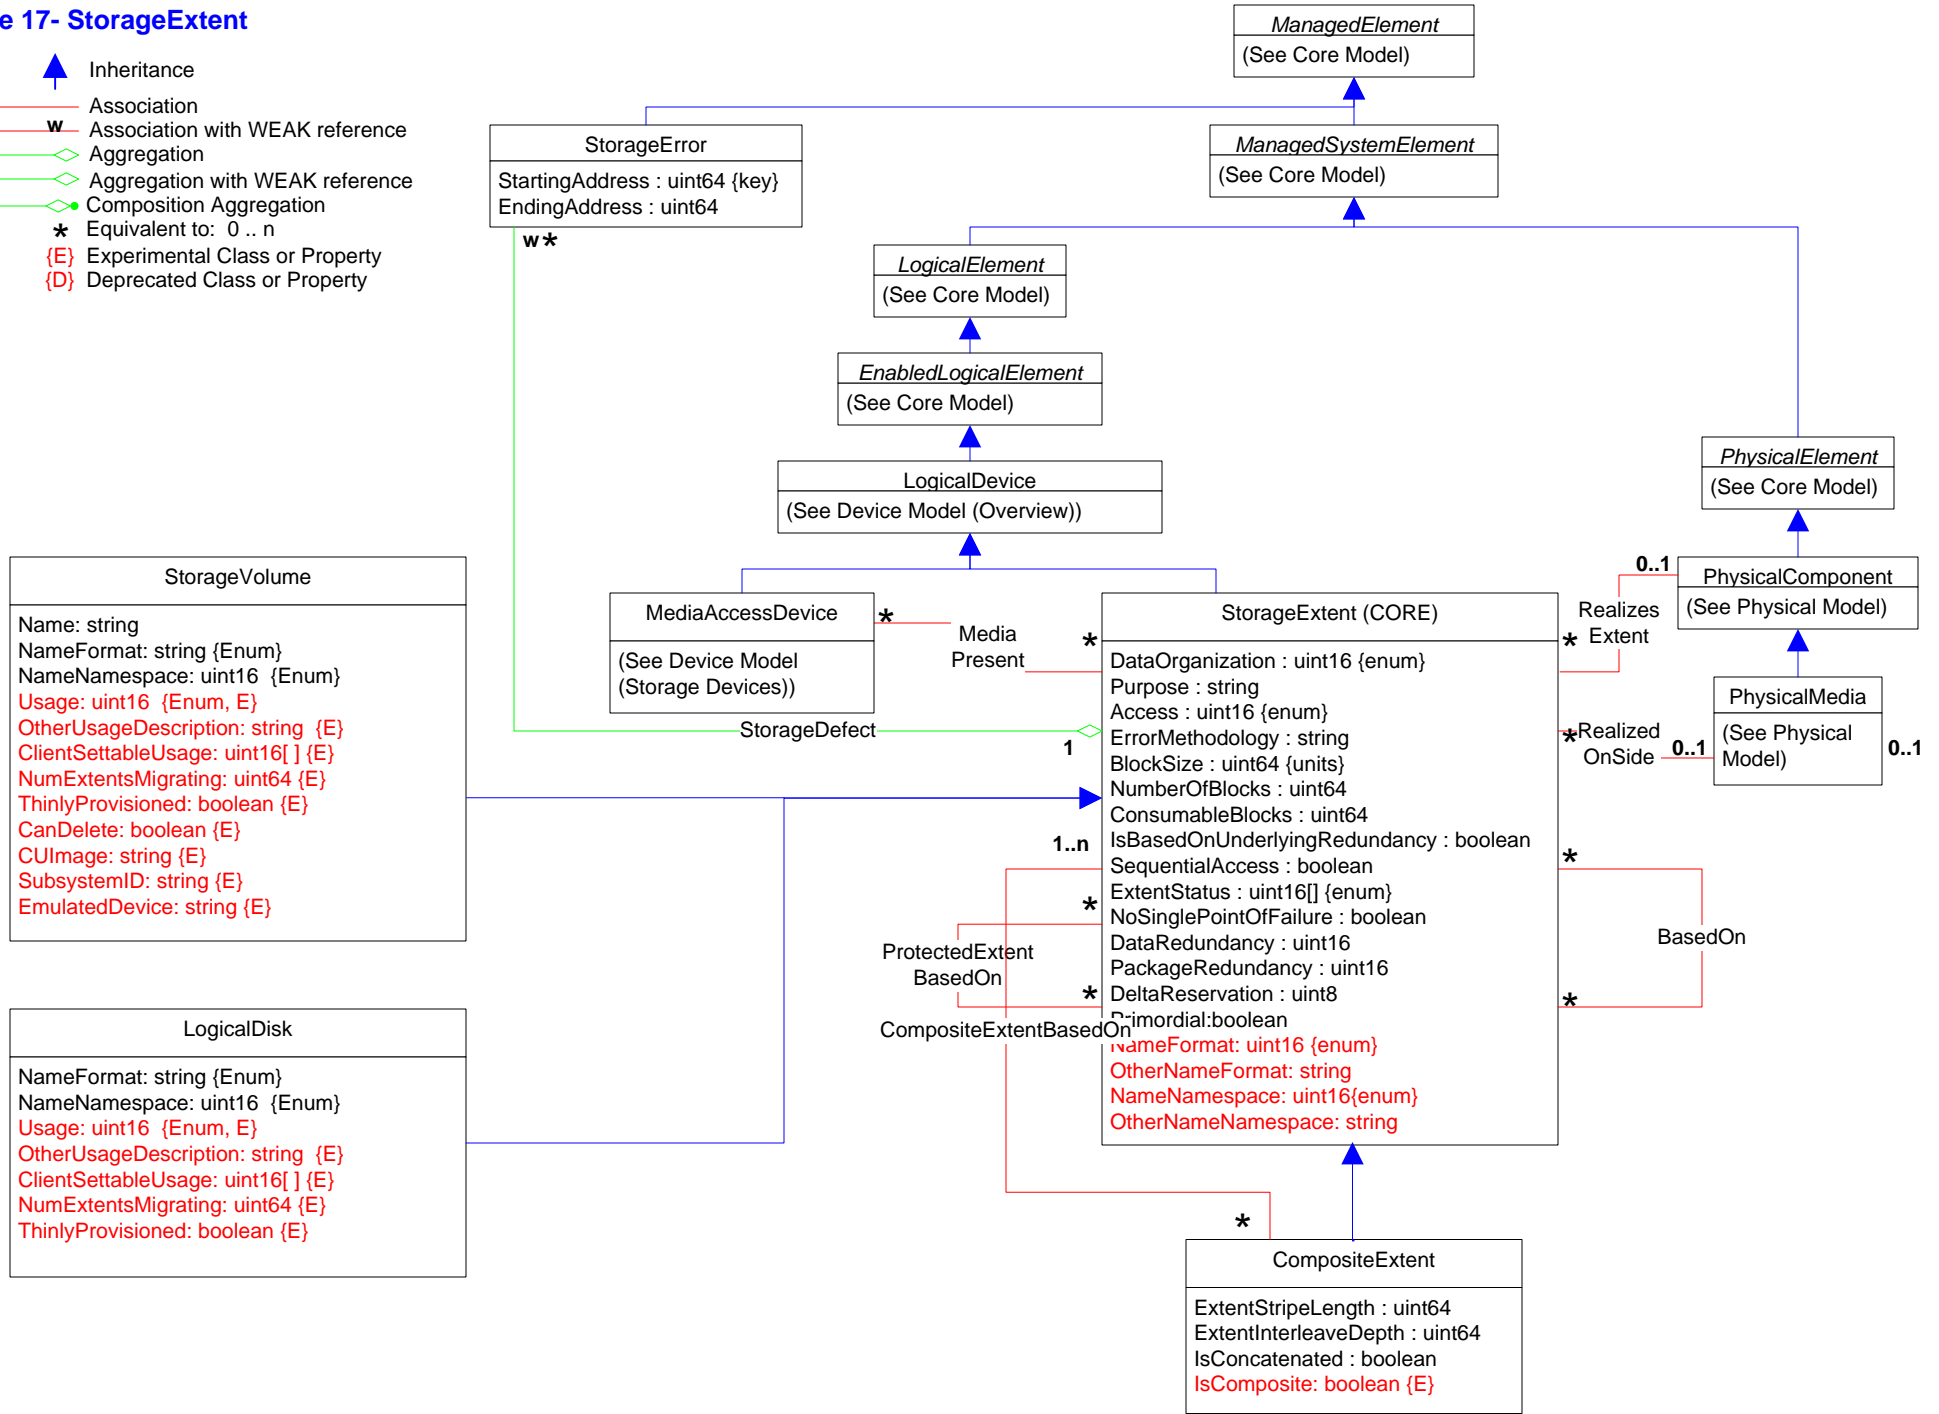 e 17- StorageExtent
Inheritance
Association
w Association with WEAK reference
Aggregation
Aggregation with WEAK reference
Composition Aggregation
* Equivalent to: 0 .. n
{E} Experimental Class or Property
{D} Deprecated Class or Property
ManagedElement
(See Core Model)
StorageError
StartingAddress : uint64 {key}
EndingAddress : uint64
w*
ManagedSystemElement
(See Core Model)
LogicalElement
(See Core Model)
EnabledLogicalElement
(See Core Model)
LogicalDevice
(See Device Model (Overview))
PhysicalElement
(See Core Model)
0..1
PhysicalComponent
(See Physical Model)
Realizes
Extent
*
PhysicalMedia
(See Physical
Model)
0..1
Realized
OnSide
*
0..1
MediaAccessDevice
(See Device Model
(Storage Devices))
*
Media
Present
*
StorageDefect
1
StorageVolume
Name: string
NameFormat: string {Enum}
NameNamespace: uint16 {Enum}
Usage: uint16 {Enum, E}
OtherUsageDescription: string {E}
ClientSettableUsage: uint16[ ] {E}
NumExtentsMigrating: uint64 {E}
ThinlyProvisioned: boolean {E}
CanDelete: boolean {E}
CUImage: string {E}
SubsystemID: string {E}
EmulatedDevice: string {E}
LogicalDisk
NameFormat: string {Enum}
NameNamespace: uint16 {Enum}
Usage: uint16 {Enum, E}
OtherUsageDescription: string {E}
ClientSettableUsage: uint16[ ] {E}
NumExtentsMigrating: uint64 {E}
ThinlyProvisioned: boolean {E}
StorageExtent (CORE)
DataOrganization : uint16 {enum}
Purpose : string
Access : uint16 {enum}
ErrorMethodology : string
BlockSize : uint64 {units}
NumberOfBlocks : uint64
ConsumableBlocks : uint64
IsBasedOnUnderlyingRedundancy : boolean
SequentialAccess : boolean
ExtentStatus : uint16[] {enum}
NoSinglePointOfFailure : boolean
DataRedundancy : uint16
PackageRedundancy : uint16
DeltaReservation : uint8
Primordial:boolean
NameFormat: uint16 {enum}
OtherNameFormat: string
NameNamespace: uint16{enum}
OtherNameNamespace: string
1..n
*
ProtectedExtent
BasedOn
*
CompositeExtentBasedOn
*
BasedOn
*
*
CompositeExtent
ExtentStripeLength : uint64
ExtentInterleaveDepth : uint64
IsConcatenated : boolean
IsComposite: boolean {E}